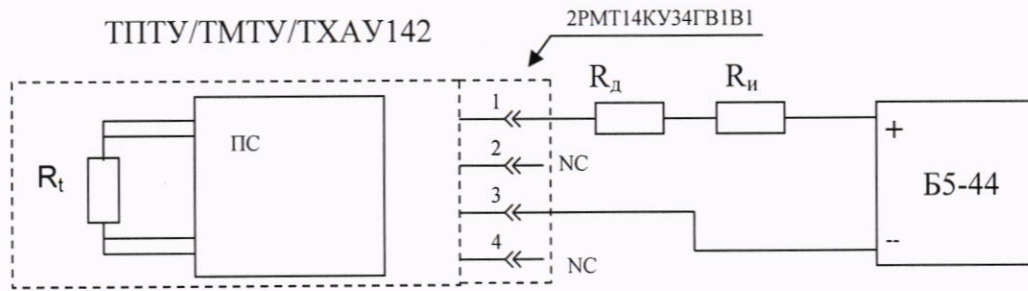 2РМТ14КУ34ГВ1В1
ТПТУ/ТМТУ/ТХАУ142
Rд
Rи
1
ПС
+
2
NC
Б5-44
Rt
3
4
--
NC